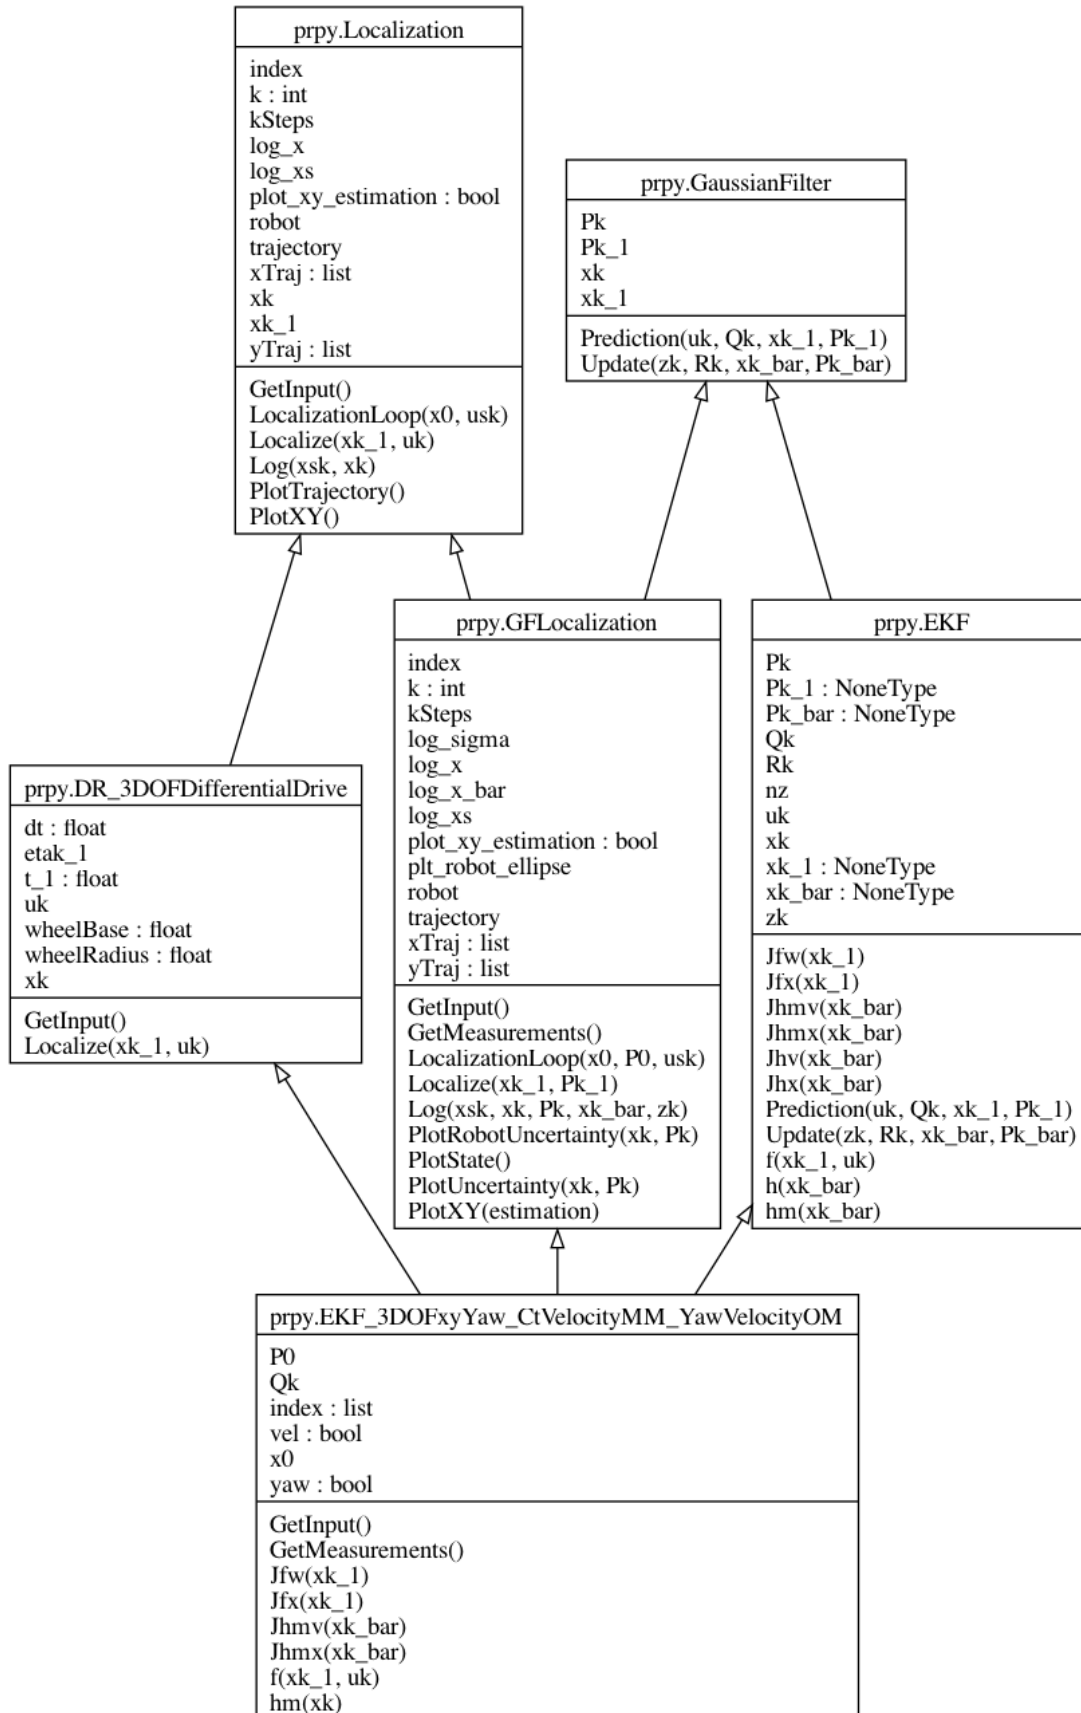 prpy.Localization
index
k : int
kSteps
log_x
log_xs
plot_xy_estimation : bool
robot
trajectory
xTraj : list
xk
xk_1
yTraj : list
GetInput()
LocalizationLoop(x0, usk)
Localize(xk_1, uk)
Log(xsk, xk)
PlotTrajectory()
PlotXY()
prpy.GaussianFilter
Pk
Pk_1
xk
xk_1
Prediction(uk, Qk, xk_1, Pk_1)
Update(zk, Rk, xk_bar, Pk_bar)
prpy.DR_3DOFDifferentialDrive
dt : float
etak_1
t_1 : float
uk
wheelBase : float
wheelRadius : float
xk
GetInput()
Localize(xk_1, uk)
prpy.GFLocalization
index
k : int
kSteps
log_sigma
log_x
log_x_bar
log_xs
plot_xy_estimation : bool
plt_robot_ellipse
robot
trajectory
xTraj : list
yTraj : list
GetInput()
GetMeasurements()
LocalizationLoop(x0, P0, usk)
Localize(xk_1, Pk_1)
Log(xsk, xk, Pk, xk_bar, zk)
PlotRobotUncertainty(xk, Pk)
PlotState()
PlotUncertainty(xk, Pk)
PlotXY(estimation)
prpy.EKF
Pk
Pk_1 : NoneType
Pk_bar : NoneType
Qk
Rk
nz
uk
xk
xk_1 : NoneType
xk_bar : NoneType
zk
Jfw(xk_1)
Jfx(xk_1)
Jhmv(xk_bar)
Jhmx(xk_bar)
Jhv(xk_bar)
Jhx(xk_bar)
Prediction(uk, Qk, xk_1, Pk_1)
Update(zk, Rk, xk_bar, Pk_bar)
f(xk_1, uk)
h(xk_bar)
hm(xk_bar)
prpy.EKF_3DOFxyYaw_CtVelocityMM_YawVelocityOM
P0
Qk
index : list
vel : bool
x0
yaw : bool
GetInput()
GetMeasurements()
Jfw(xk_1)
Jfx(xk_1)
Jhmv(xk_bar)
Jhmx(xk_bar)
f(xk_1, uk)
hm(xk)